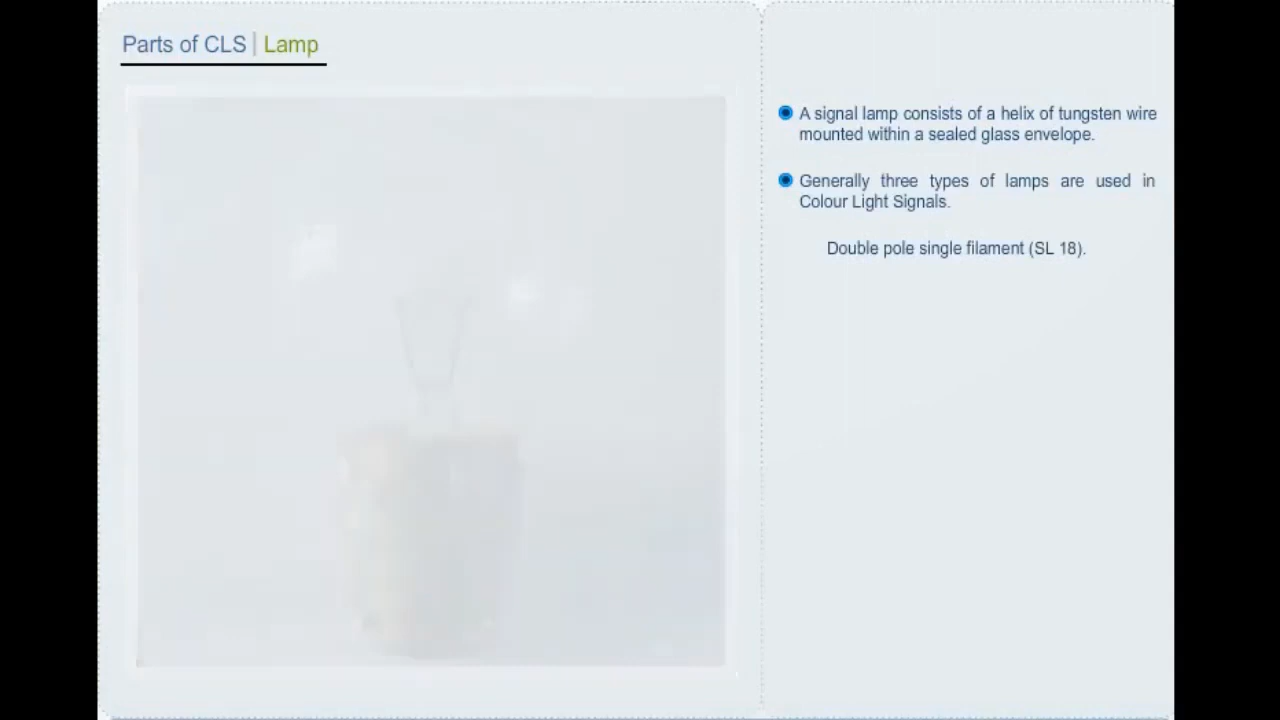 Parts of CLS | Lamp
A signal lamp consists of a helix of tungsten wire
mounted within a sealed glass envelope.
Generally three types of lamps are used in
Colour Light Signals.
Double pole single filament (SL 18).